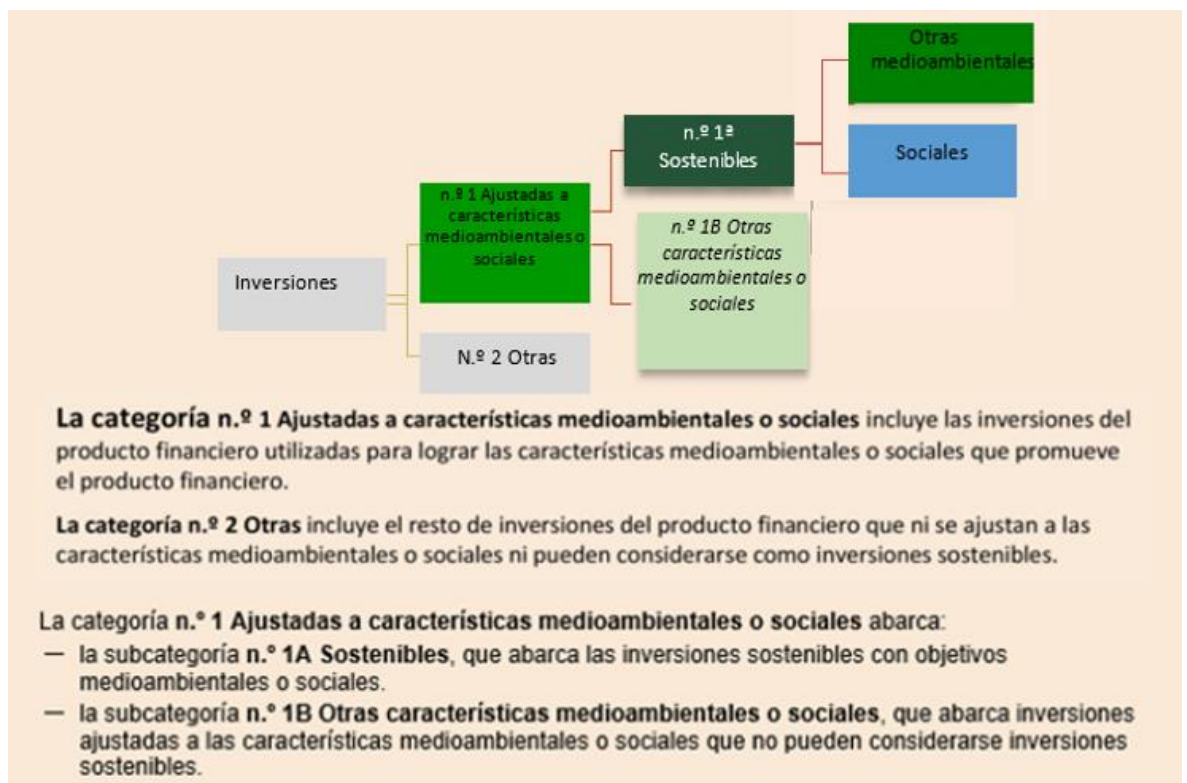 Otras
medioambientales
n.º 1ª
Sostenibles
Sociales
n.º 1 Ajustadas a
características
medioambientales o
sociales
n.º 1B Otras
características
medioambientales o
sociales
Inversiones
N.º 2 Otras
La categoría n.º 1 Ajustadas a características medioambientales o sociales incluye las inversiones del
producto financiero utilizadas para lograr las características medioambientales o sociales que promueve
el producto financiero.
La categoría n.º 2 Otras incluye el resto de inversiones del producto financiero que ni se ajustan a las
características medioambientales o sociales ni pueden considerarse como inversiones sostenibles.
La categoría n.º 1 Ajustadas a características medioambientales o sociales abarca:
— la subcategoría n.º 1A Sostenibles, que abarca las inversiones sostenibles con objetivos
medioambientales o sociales.
— la subcategoría n.º 1B Otras características medioambientales o sociales, que abarca inversiones
ajustadas a las características medioambientales o sociales que no pueden considerarse inversiones
sostenibles.